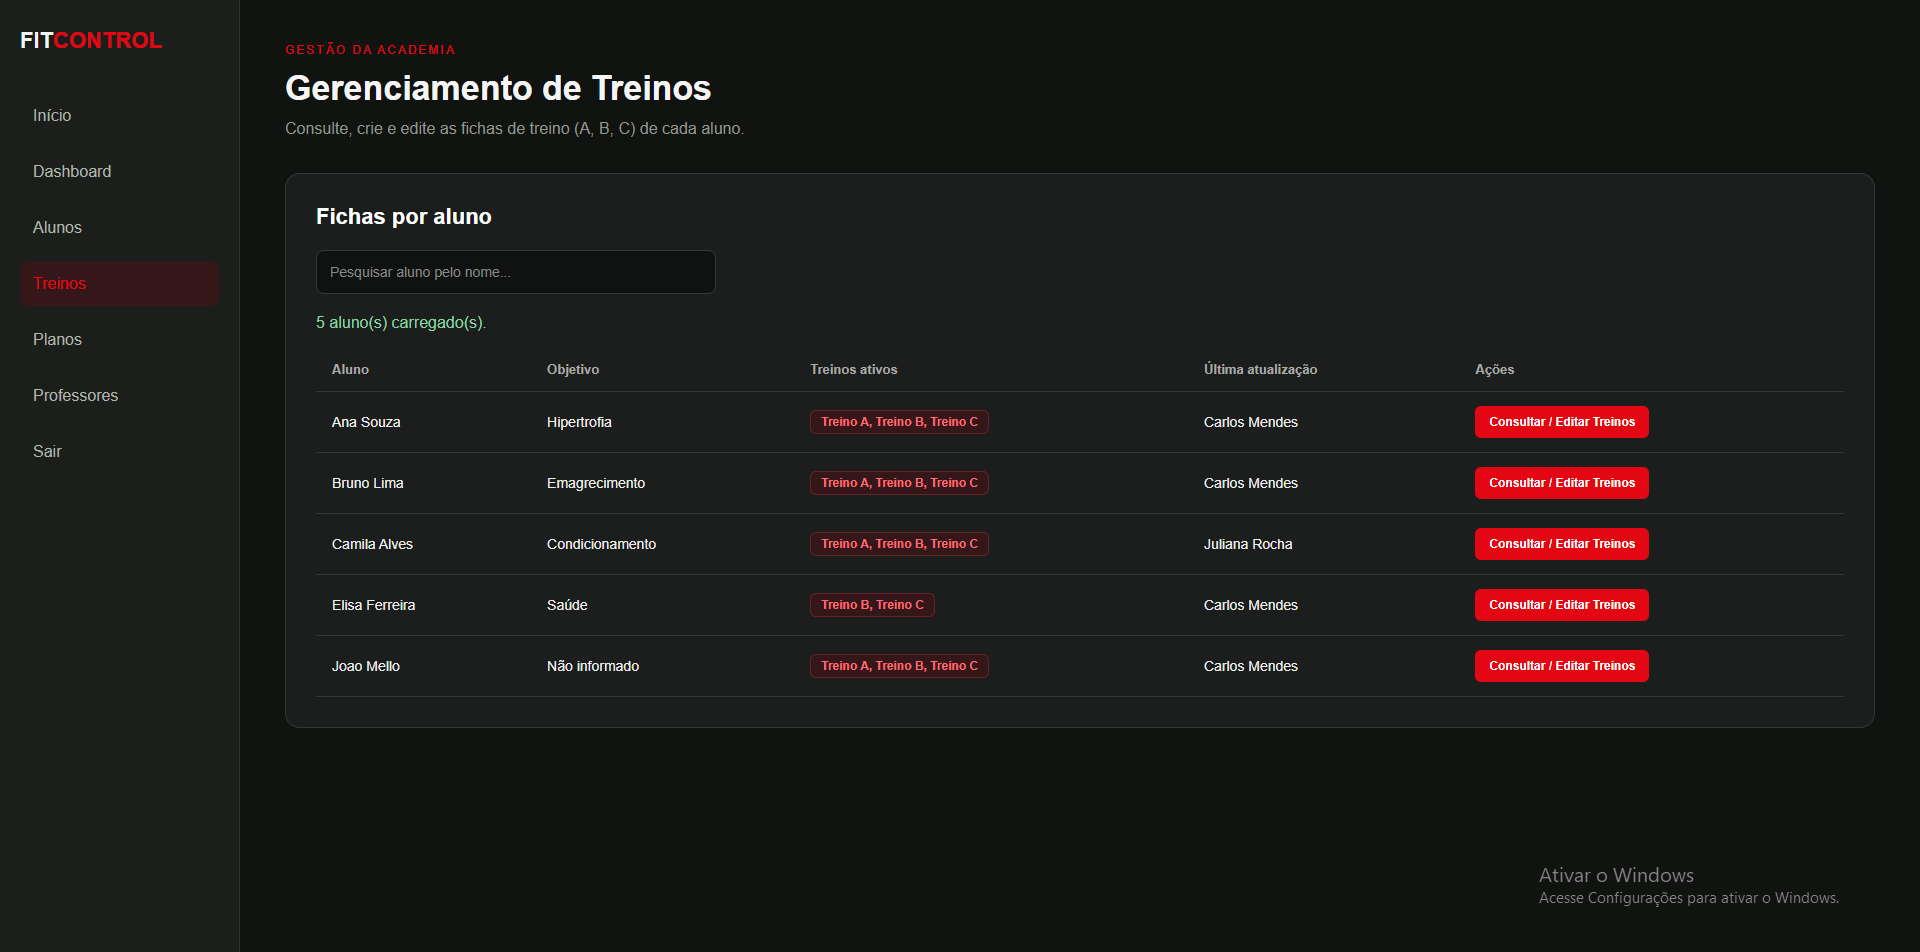 FITCONTROL
Início
Dashboard
Alunos
Treinos
Planos
Professores
Sair
GESTÃO DA ACADEMIA
Gerenciamento de Treinos
Consulte, crie e edite as fichas de treino (A, B, C) de cada aluno.
Fichas por aluno
Pesquisar aluno pelo nome...
5 aluno(s) carregado(s).
Aluno Objetivo Treinos ativos Última atualização Ações
Ana Souza Hipertrofia Treino A, Treino B, Treino C Carlos Mendes Consultar / Editar Treinos
Bruno Lima Emagrecimento Treino A, Treino B, Treino C Carlos Mendes Consultar / Editar Treinos
Camila Alves Condicionamento Treino A, Treino B, Treino C Juliana Rocha Consultar / Editar Treinos
Elisa Ferreira Saúde Treino B, Treino C Carlos Mendes Consultar / Editar Treinos
Joao Mello Não informado Treino A, Treino B, Treino C Carlos Mendes Consultar / Editar Treinos
Ativar o Windows
Acesse Configurações para ativar o Windows.